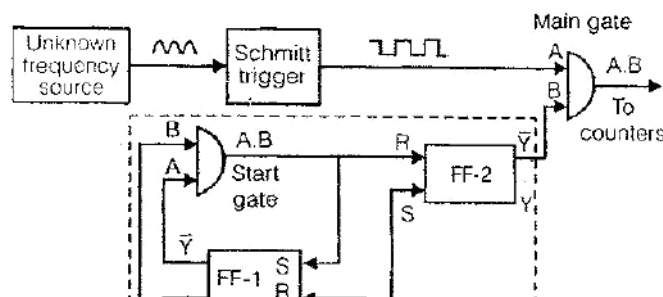 Main gate
Unknown
frequency
source
Schmitt
trigger
A
A.B
B
To
counters
B
A.B
A
Start
gate
R
FF-2
Ȳ
S
Y
Ȳ
FF-1
S
R